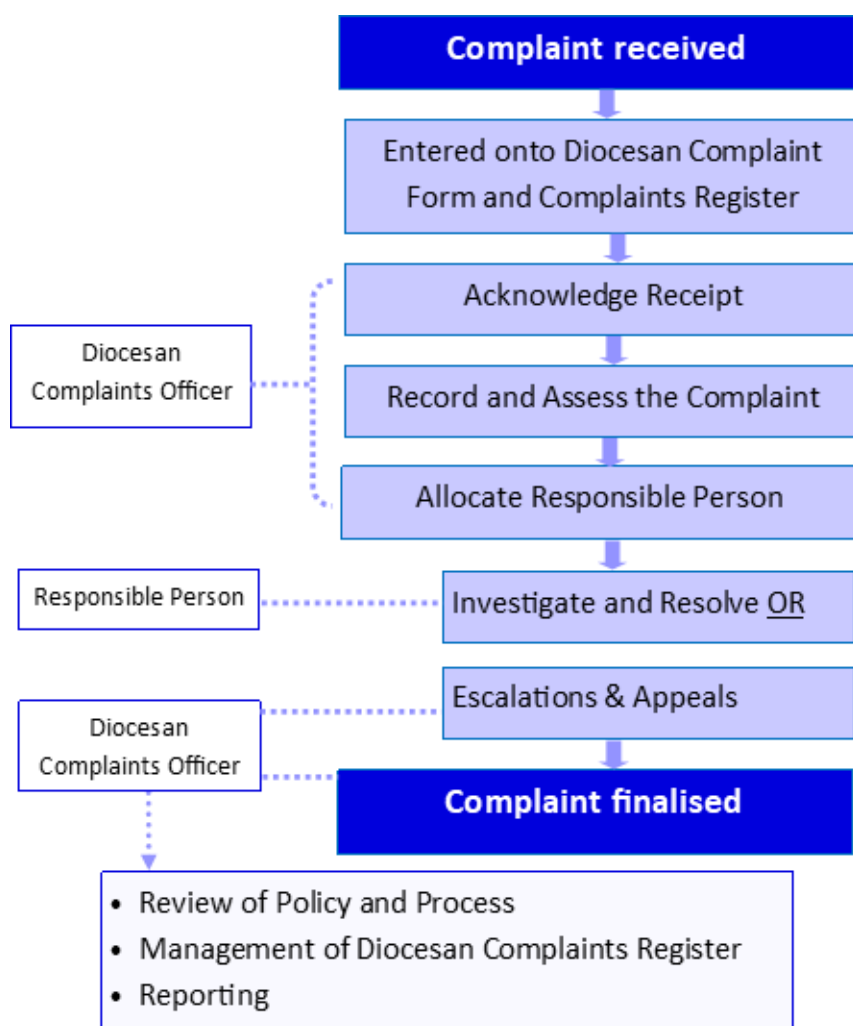 Complaint received
Entered onto Diocesan Complaint
Form and Complaints Register
Acknowledge Receipt
Diocesan
Complaints Officer
Record and Assess the Complaint
Allocate Responsible Person
Responsible Person
Investigate and Resolve OR
Escalations & Appeals
Diocesan
Complaints Officer
Complaint finalised
• Review of Policy and Process
• Management of Diocesan Complaints Register
• Reporting